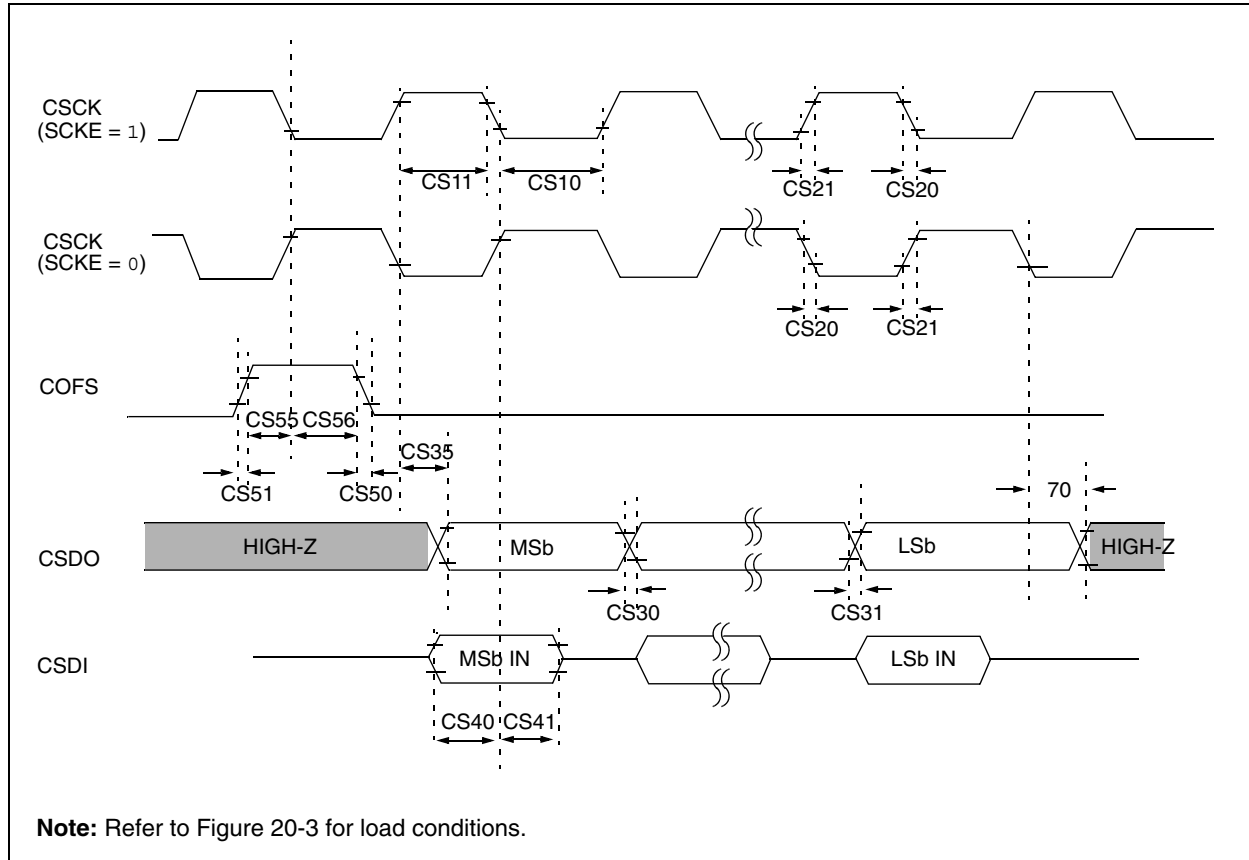 CSCK
(SCKE = 1)
CS11
CS10
CS21
CS20
CSCK
(SCKE = 0)
CS20
CS21
COFS
CS55
CS56
CS35
CS51
CS50
70
CSDO
HIGH-Z
MSb
LSb
HIGH-Z
CS30
CS31
CSDI
MSb IN
LSb IN
CS40
CS41
Note: Refer to Figure 20-3 for load conditions.